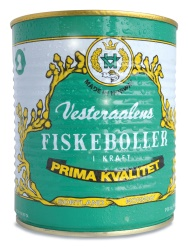 Vesteraalens
FISKEBOLLER
I KRAFT
PRIMA KVALITET